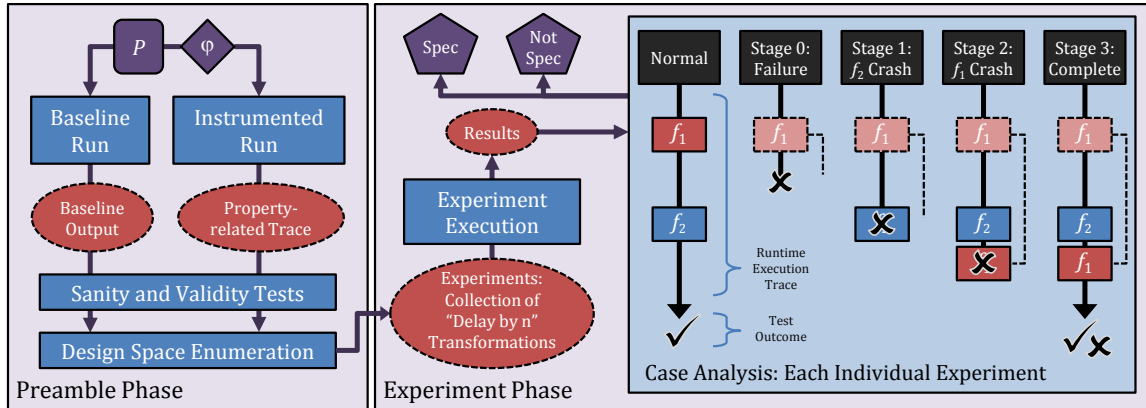 P
φ
Baseline
Run
Instrumented
Run
Baseline
Output
Property-
related Trace
Sanity and Validity Tests
Design Space Enumeration
Preamble Phase
Spec
Not
Spec
Results
Experiment
Execution
Experiments:
Collection of
“Delay by n”
Transformations
Experiment Phase
Normal
Stage 0:
Failure
Stage 1:
f2 Crash
Stage 2:
f1 Crash
Stage 3:
Complete
f1
f1
f1
f1
f1
f2
f2
f2
f2
f1
Runtime
Execution
Trace
Test
Outcome
Case Analysis: Each Individual Experiment